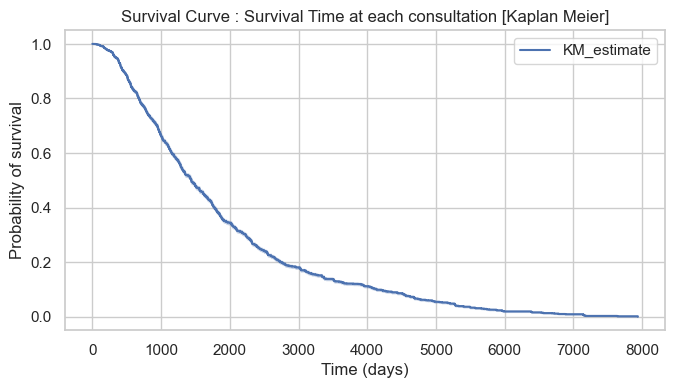 Survival Curve : Survival Time at each consultation [Kaplan Meier]
KM_estimate
Probability of survival
1.0
0.8
0.6
0.4
0.2
0.0
0 1000 2000 3000 4000 5000 6000 7000 8000
Time (days)